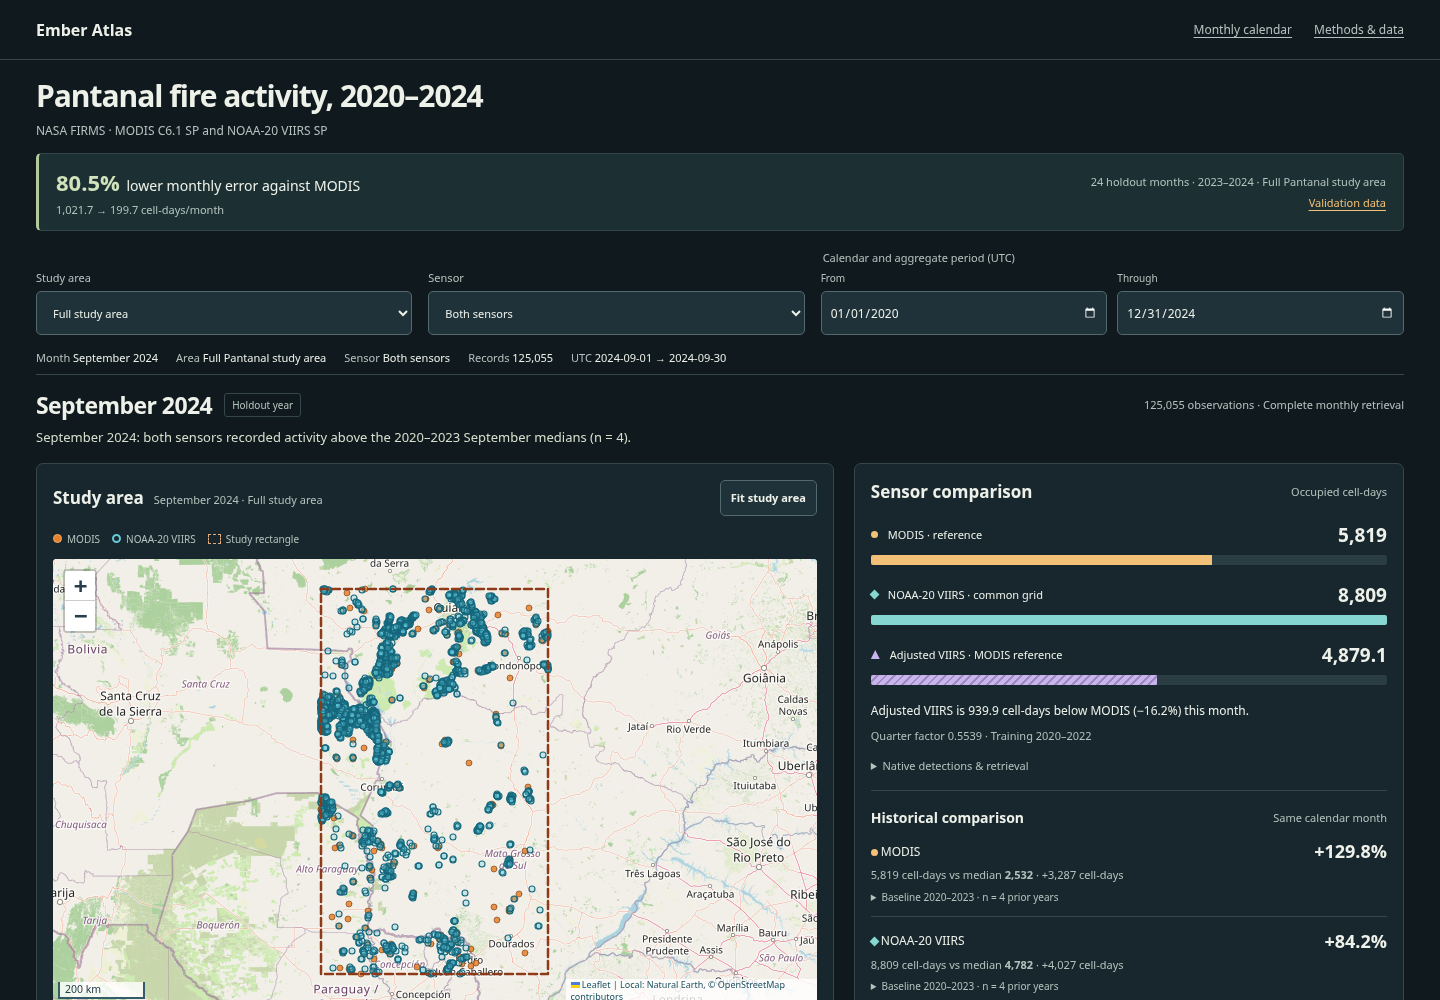 Ember Atlas
Monthly calendar
Methods & data
Pantanal fire activity, 2020–2024
NASA FIRMS · MODIS C6.1 SP and NOAA-20 VIIRS SP
80.5% lower monthly error against MODIS
1,021.7 → 199.7 cell-days/month
24 holdout months · 2023–2024 · Full Pantanal study area
Validation data
Calendar and aggregate period (UTC)
Study area
Sensor
From
Through
Full study area
Both sensors
01/01/2020
12/31/2024
Month September 2024 Area Full Pantanal study area Sensor Both sensors Records 125,055 UTC 2024-09-01 → 2024-09-30
September 2024
Holdout year
125,055 observations · Complete monthly retrieval
September 2024: both sensors recorded activity above the 2020–2023 September medians (n = 4).
Study area
September 2024 · Full study area
Fit study area
MODIS
NOAA-20 VIIRS
Study rectangle
+
−
da Serra
Bolivia
Santa Cruz
Santa Cruz
de la Sierra
Goiás
Anápolis
Goiânia
Caldas
Novas
Jataí
Rio Verde
Itumbiara
Uberlâ
Ituiutaba
Chuquisaca
São José do
Rio Preto
Mato Grosso
Alto Paraguay
Três Lagoas
Araçatuba
arija
Tarija
Boquerón
Marília
Bauru
Presidente
Prudente
Assis
São Paulo
Dourados
Paraguay /
Concepción
200 km
Leaflet | Local: Natural Earth, © OpenStreetMap
contributors
Sensor comparison
Occupied cell-days
MODIS · reference
5,819
NOAA-20 VIIRS · common grid
8,809
Adjusted VIIRS · MODIS reference
4,879.1
Adjusted VIIRS is 939.9 cell-days below MODIS (−16.2%) this month.
Quarter factor 0.5539 · Training 2020–2022
Native detections & retrieval
Historical comparison
Same calendar month
MODIS
+129.8%
5,819 cell-days vs median 2,532 · +3,287 cell-days
Baseline 2020–2023 · n = 4 prior years
NOAA-20 VIIRS
+84.2%
8,809 cell-days vs median 4,782 · +4,027 cell-days
Baseline 2020–2023 · n = 4 prior years